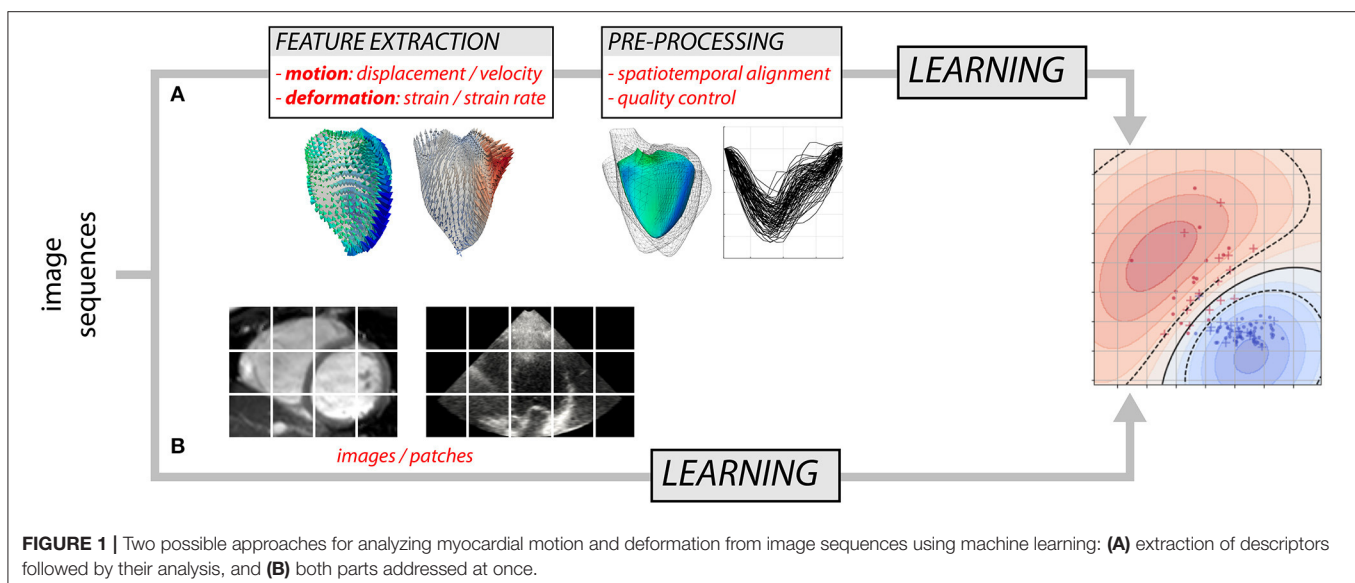 FEATURE EXTRACTION
- motion: displacement / velocity
- deformation: strain / strain rate
PRE-PROCESSING
- spatiotemporal alignment
- quality control
LEARNING
A
image
sequences
B
images / patches
LEARNING
FIGURE 1 | Two possible approaches for analyzing myocardial motion and deformation from image sequences using machine learning: (A) extraction of descriptors
followed by their analysis, and (B) both parts addressed at once.